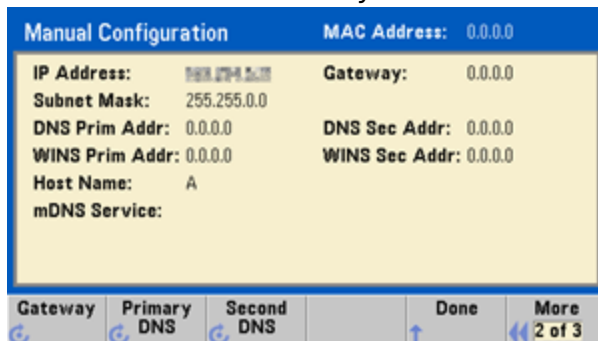 Manual Configuration MAC Address: 0.0.0.0
IP Address: Gateway: 0.0.0.0
Subnet Mask: 255.255.0.0
DNS Prim Addr: 0.0.0.0 DNS Sec Addr: 0.0.0.0
WINS Prim Addr: 0.0.0.0 WINS Sec Addr: 0.0.0.0
Host Name: A
mDNS Service:
Gateway Primary DNS Second DNS Done More
2 of 3